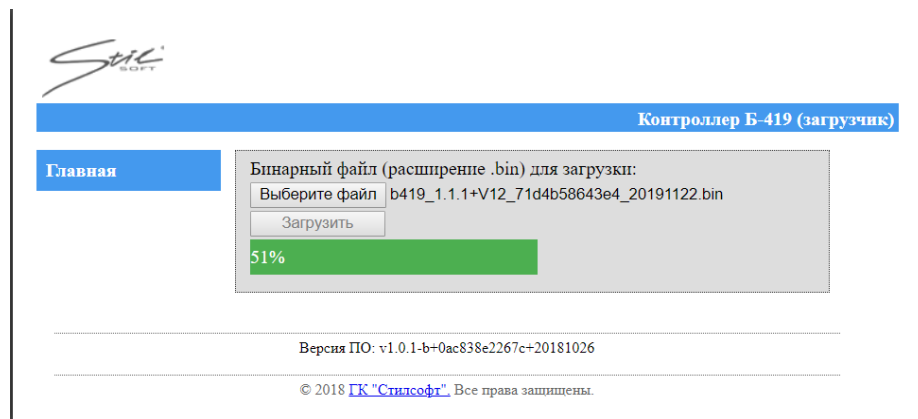 Stil
SOFT
Контроллер Б-419 (загрузчик)
Главная
Бинарный файл (расширение .bin) для загрузки:
Выберите файл b419_1.1.1+V12_71d4b58643e4_20191122.bin
Загрузить
51%
Версия ПО: v1.0.1-b+0ac838e2267c+20181026
© 2018 ГК "Стилсофт". Все права защищены.